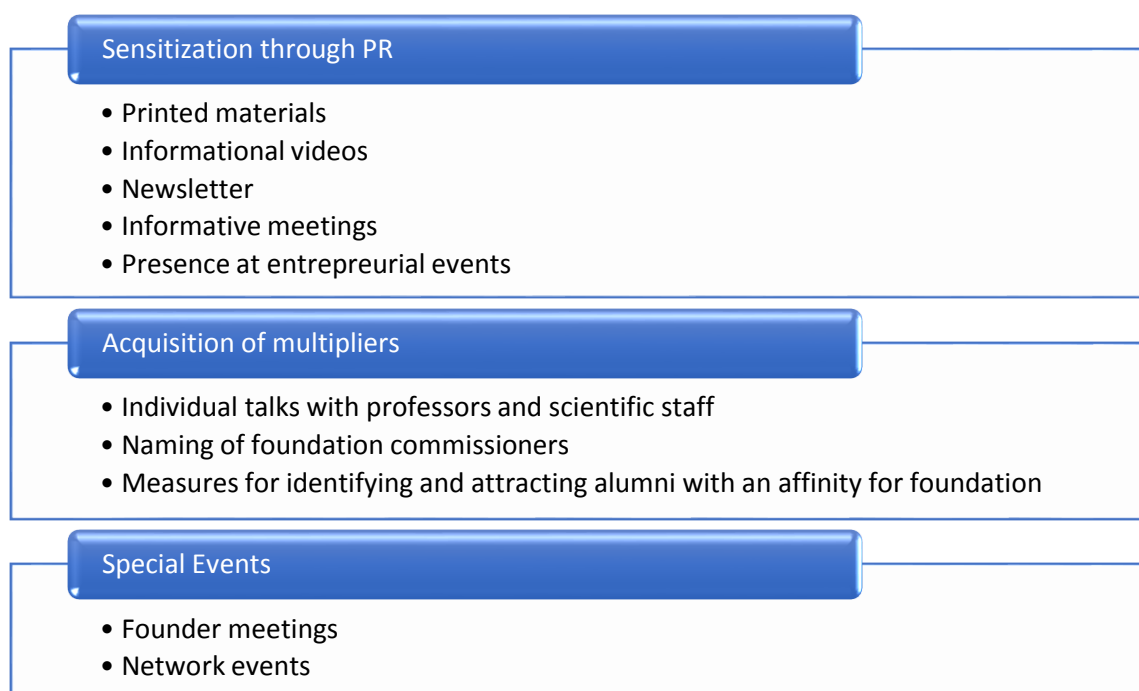 Sensitization through PR
• Printed materials
• Informational videos
• Newsletter
• Informative meetings
• Presence at entrepreurial events
Acquisition of multipliers
• Individual talks with professors and scientific staff
• Naming of foundation commissioners
• Measures for identifying and attracting alumni with an affinity for foundation
Special Events
• Founder meetings
• Network events